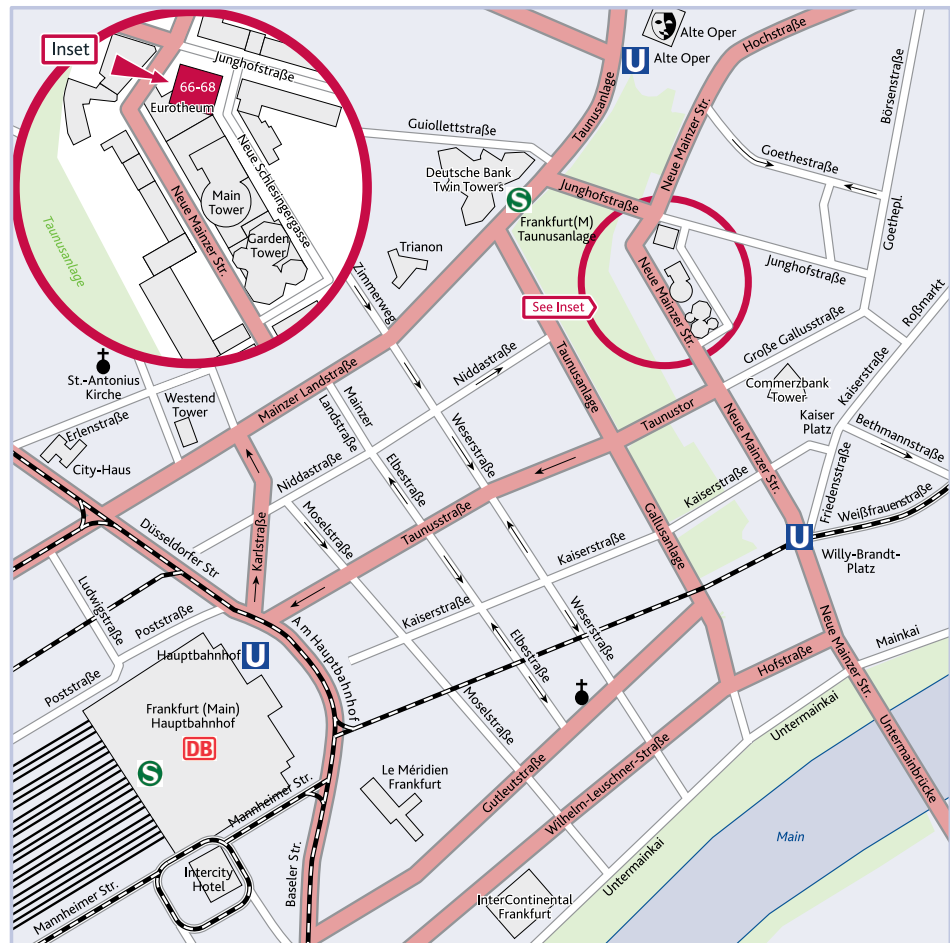 Inset
Junghofstraße
66-68
Eurotheum
Neue Schlesingergasse
Main
Tower
Garden
Tower
Neue Mainzer Str.
Taunusanlage
U
Alte Oper
Alte Oper
Hochstraße
Taunusanlage
Neue Mainzer Str.
Börsenstraße
Guiollettstraße
Goethestraße
Deutsche Bank
Twin Towers
S
Junghofstraße
Frankfurt(M)
Taunusanlage
Goethepl.
Trianon
Junghofstraße
Zimmerweg
See Inset
Neue Mainzer Str.
Roßmarkt
Große Gallusstraße
St.-Antonius
Kirche
Mainzer Landstraße
Niddastraße
Taunusanlage
Commerzbank
Tower
Kaiserstraße
Westend
Tower
Mainzer
Landstraße
Taunustor
Neue Mainzer Str.
Kaiser
Platz
Bethmannstraße
Erlenstraße
City-Haus
Weserstraße
Niddastraße
Elbestraße
Kaiserstraße
Friedensstraße
Weißfrauenstraße
Düsseldorfer Str
Karlstraße
Moselstraße
Taunusstraße
Gallusanlage
U
Willy-Brandt-
Platz
Kaiserstraße
Ludwigstraße
Poststraße
Kaiserstraße
Weserstraße
Neue Mainzer Str.
Mainkai
Am Hauptbahnhof
Hauptbahnhof
U
Elbestraße
Hofstraße
Poststraße
Moselstraße
Untermainkai
Untermainbrücke
Frankfurt (Main)
Hauptbahnhof
DB
S
Le Méridien
Frankfurt
Gutleutstraße
Wilhelm-Leuschner-Straße
Mannheimer Str.
Main
Untermainkai
Intercity
Hotel
Baseler Str.
Mannheimer Str.
InterContinental
Frankfurt